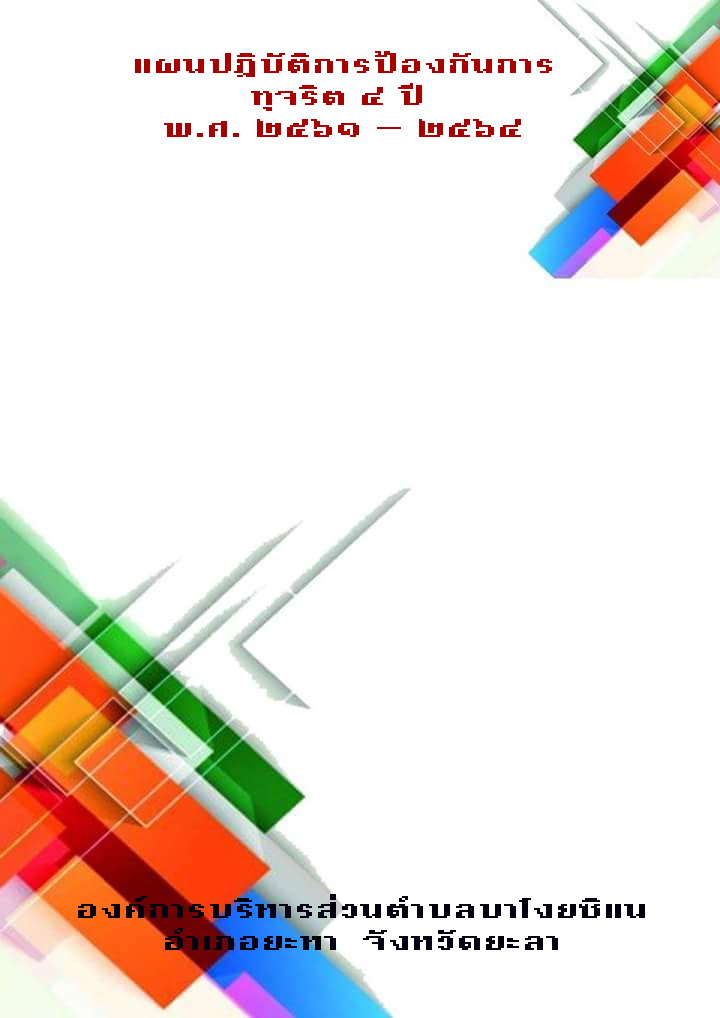 แผนปฏิบัติการป้องกันการ
ทุจริต ๔ ปี
พ.ศ. ๒๕๖๑ – ๒๕๖๔
องค์การบริหารส่วนตำบลบาโงยซิแน
อำเภอยะหา จังหวัดยะลา